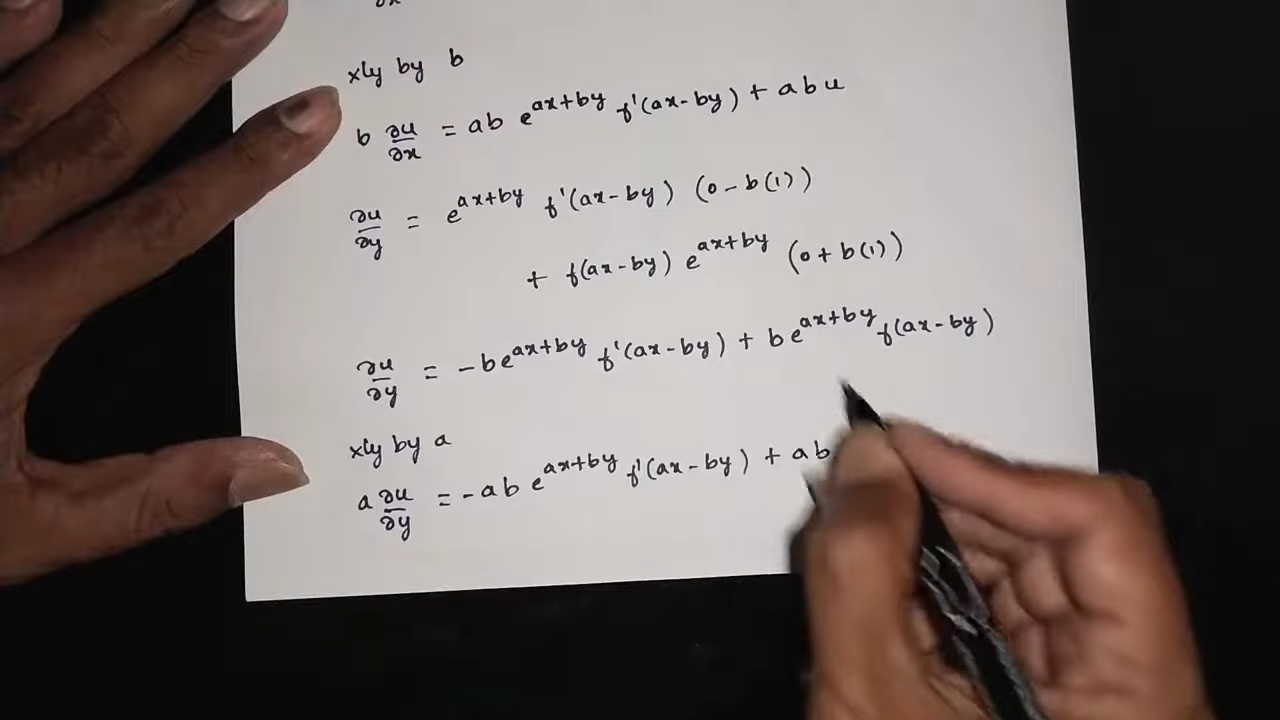 ∂x
xly by b
b ∂u/∂x = ab e^{ax+by} f'(ax-by) + abu
∂u/∂y = e^{ax+by} f'(ax-by) (0-b(1))
+ f(ax-by) e^{ax+by} (0+b(1))
∂u/∂y = -be^{ax+by} f'(ax-by) + be^{ax+by} f(ax-by)
xly by a
a ∂u/∂y = -ab e^{ax+by} f'(ax-by) + ab